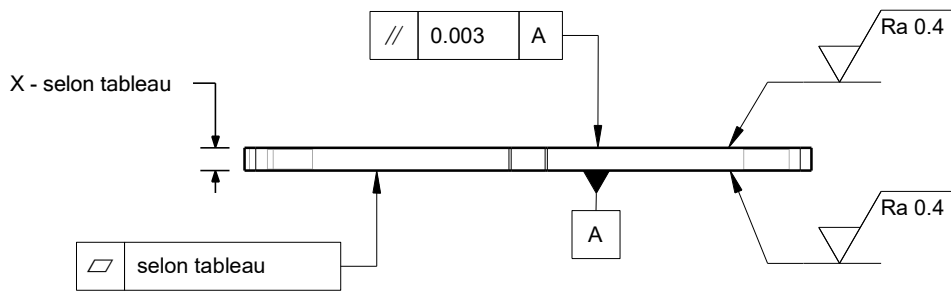 // 0.003 A
Ra 0.4
X - selon tableau
A
Ra 0.4
selon tableau